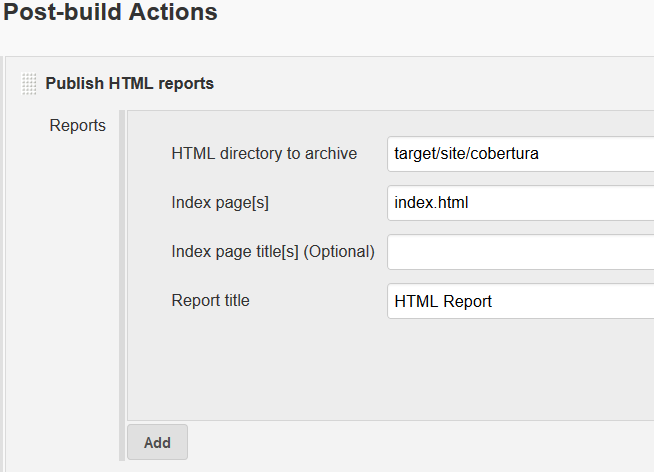 Post-build Actions
Publish HTML reports
Reports
HTML directory to archive
target/site/cobertura
Index page[s]
index.html
Index page title[s] (Optional)
Report title
HTML Report
Add